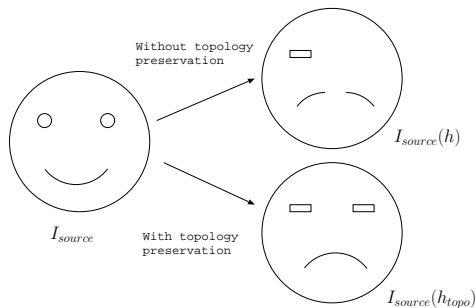 Without topology
preservation
I_source(h)
I_source
With topology
preservation
I_source(h_topo)